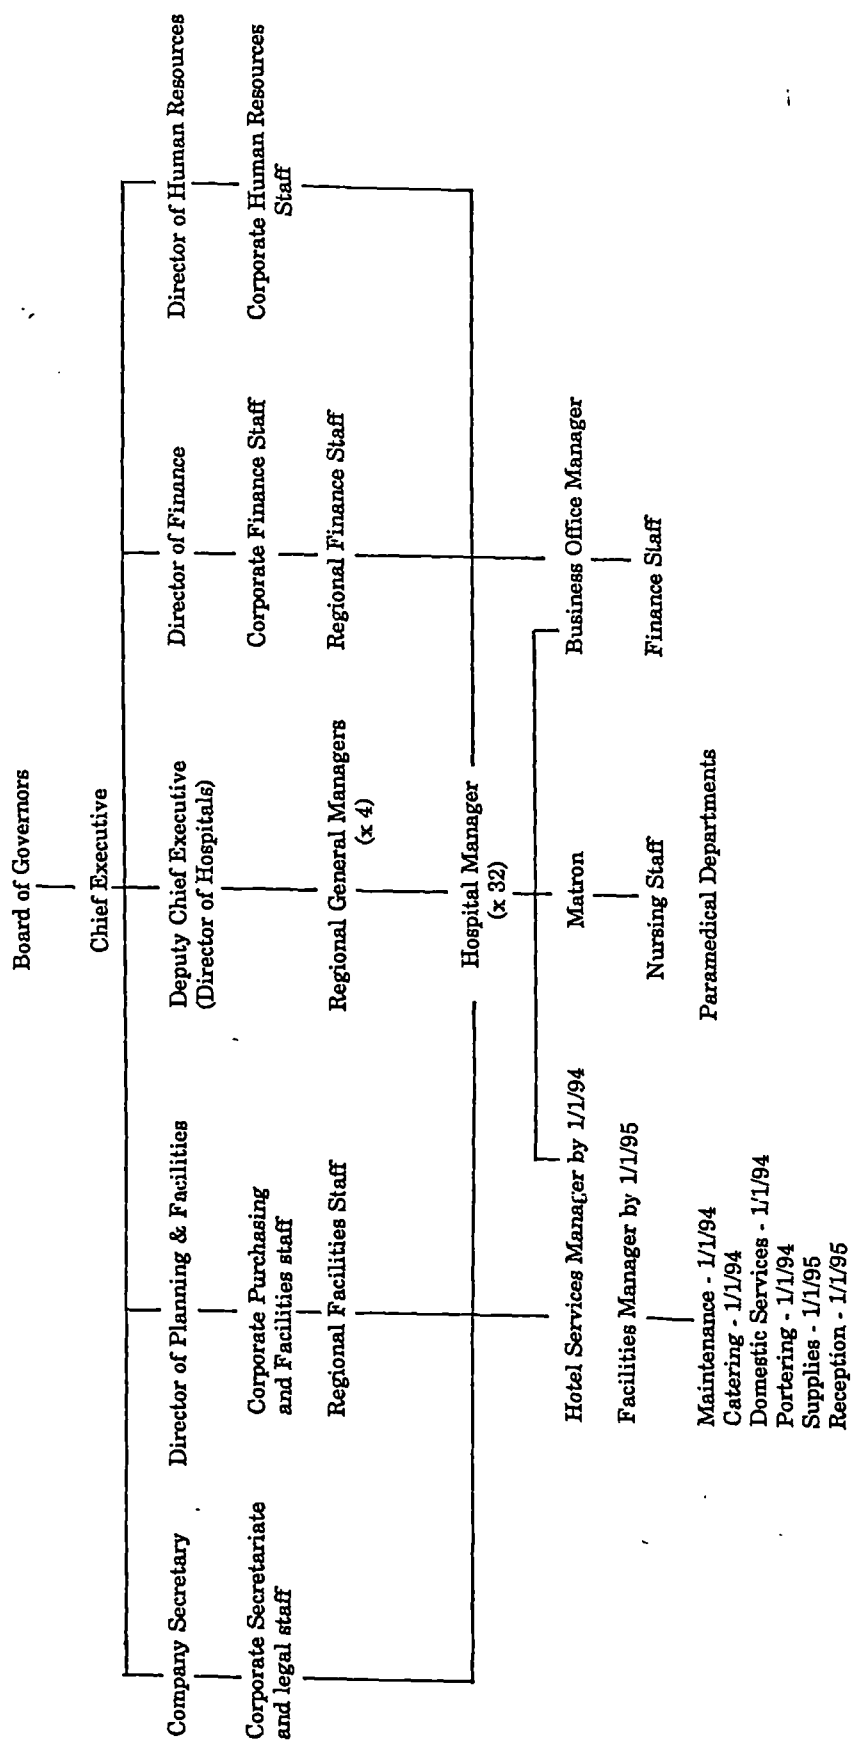 Board of Governors
Chief Executive
Company Secretary
Director of Planning & Facilities
Deputy Chief Executive
(Director of Hospitals)
Director of Finance
Director of Human Resources
Corporate Secretariate
and legal staff
Corporate Purchasing
and Facilities staff
Corporate Finance Staff
Corporate Human Resources
Staff
Regional Facilities Staff
Regional General Managers
(x 4)
Regional Finance Staff
Hospital Manager
(x 32)
Hotel Services Manager by 1/1/94
Matron
Business Office Manager
Facilities Manager by 1/1/95
Nursing Staff
Finance Staff
Maintenance - 1/1/94
Catering - 1/1/94
Domestic Services - 1/1/94
Portering - 1/1/94
Supplies - 1/1/95
Reception - 1/1/95
Paramedical Departments